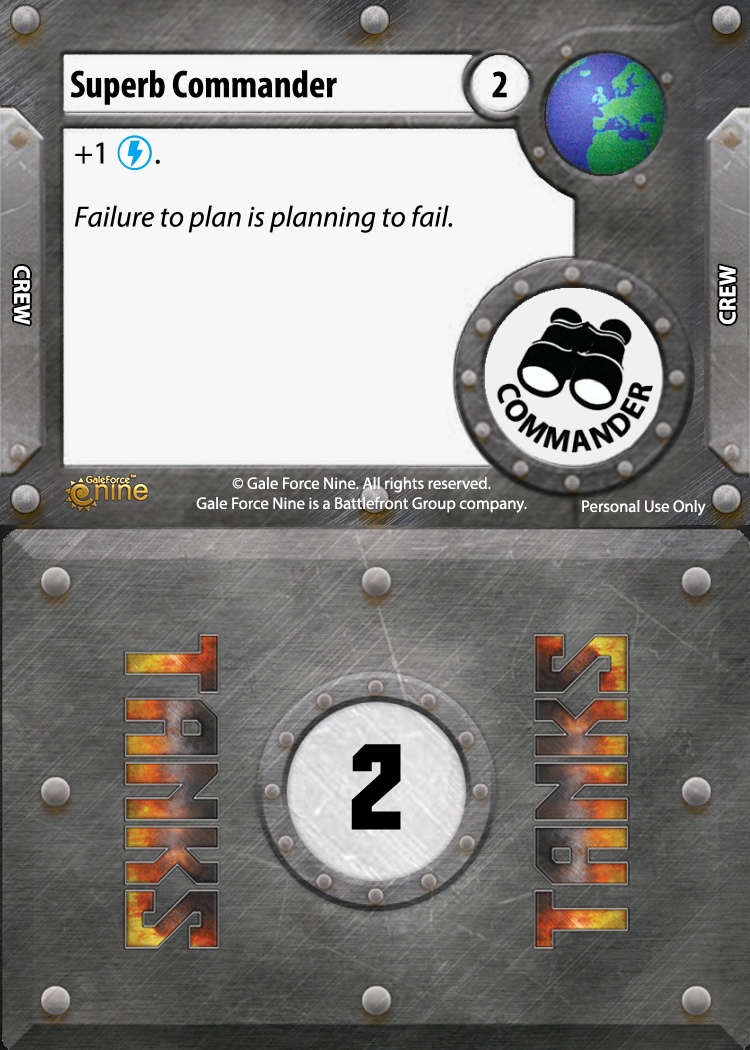 Superb Commander
2
+1 .
Failure to plan is planning to fail.
CREW
CREW
COMMANDER
GaleForce™
nine
© Gale Force Nine. All rights reserved.
Gale Force Nine is a Battlefront Group company.
Personal Use Only
TANKS
2
TANKS